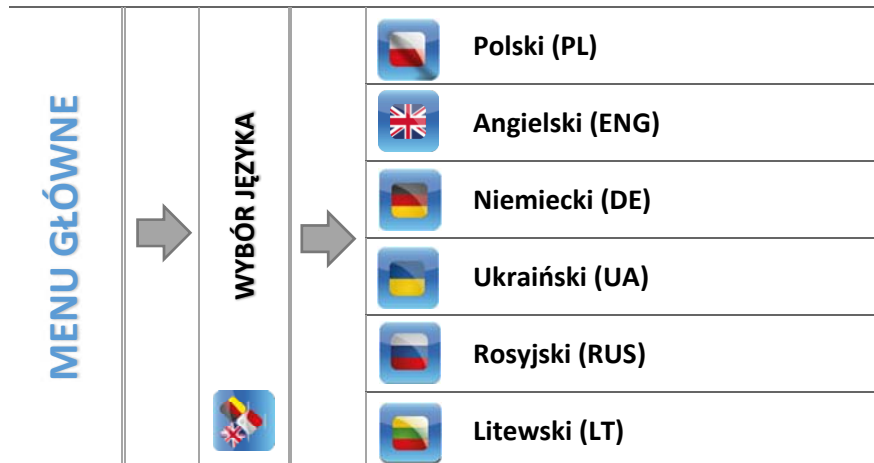 MENU GŁÓWNE
WYBÓR JĘZYKA
Polski (PL)
Angielski (ENG)
Niemiecki (DE)
Ukraiński (UA)
Rosyjski (RUS)
Litewski (LT)